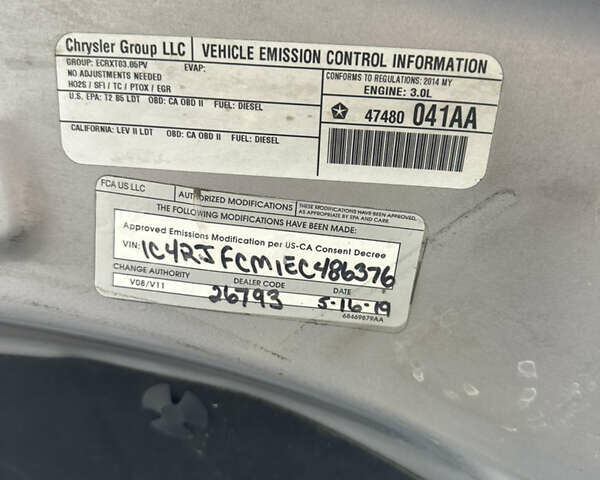 Chrysler Group LLC
VEHICLE EMISSION CONTROL INFORMATION
GROUP: ECRXT03.05PV EVAP:
NO ADJUSTMENTS NEEDED
HO2S / SFI / TC / PTOX / EGR
U.S. EPA: T2 B5 LDT OBD: CA OBD II FUEL: DIESEL
CALIFORNIA: LEV II LDT OBD: CA OBD II FUEL: DIESEL
CONFORMS TO REGULATIONS: 2014 MY
ENGINE: 3.0L
47480 041AA
FCA US LLC
AUTHORIZED MODIFICATIONS
THESE MODIFICATIONS HAVE BEEN APPROVED,
AS APPROPRIATE BY EPA AND CARB.
THE FOLLOWING MODIFICATIONS HAVE BEEN MADE:
Approved Emissions Modification per US-CA Consent Decree
VIN: 1C4RJFCM1EC486376
CHANGE AUTHORITY DEALER CODE DATE
V08/V11 26793 5-16-19
68469879AA